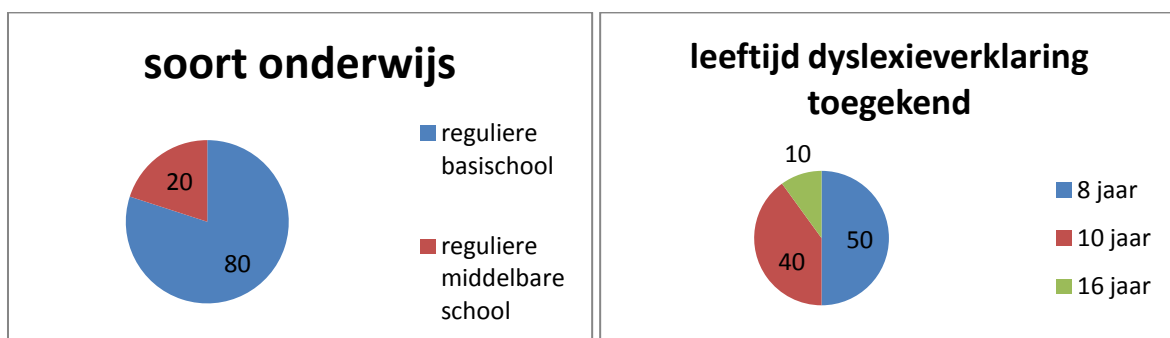 soort onderwijs
20
80
reguliere
basischool
reguliere
middelbare
school
leeftijd dyslexieverklaring
toegekend
10
50
40
8 jaar
10 jaar
16 jaar